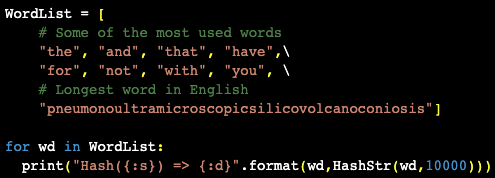 WordList = [
    # Some of the most used words
    "the", "and", "that", "have",\
    "for", "not", "with", "you", \
    # Longest word in English
    "pneumonoultramicroscopicsilicovolcanoconiosis"]

for wd in WordList:
  print("Hash({:s}) => {:d}".format(wd,HashStr(wd,10000)))